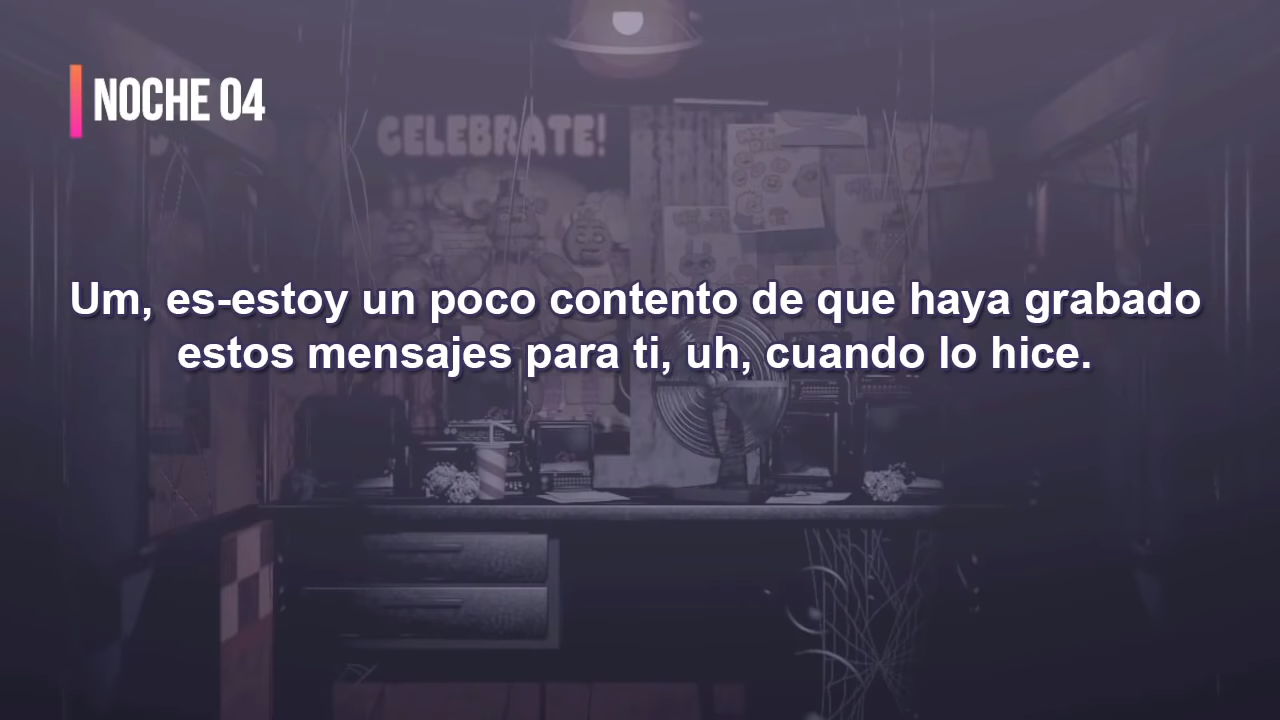 NOCHE 04
CELEBRATE!
Um, es-estoy un poco contento de que haya grabado
estos mensajes para ti, uh, cuando lo hice.